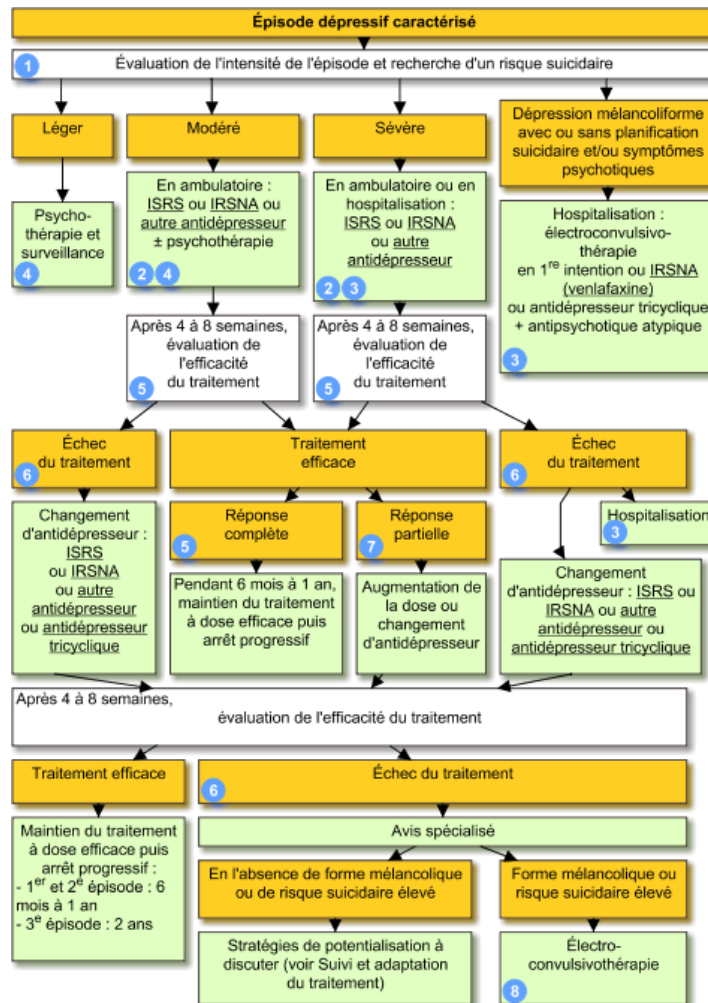 Épisode dépressif caractérisé
1
Évaluation de l'intensité de l'épisode et recherche d'un risque suicidaire
Léger
Modéré
Sévère
Dépression mélancoliforme
avec ou sans planification
suicidaire et/ou symptômes
psychotiques
Psycho-
thérapie et
surveillance
4
En ambulatoire :
ISRS ou IRSNA ou
autre antidépresseur
± psychothérapie
2 4
En ambulatoire ou en
hospitalisation :
ISRS ou IRSNA
ou autre
antidépresseur
2 3
Hospitalisation :
électroconvulsivo-
thérapie
en 1re intention ou IRSNA
(venlafaxine)
ou antidépresseur tricyclique
+ antipsychotique atypique
3
Après 4 à 8 semaines,
évaluation de
l'efficacité
du traitement
5
Après 4 à 8 semaines,
évaluation de
l'efficacité
du traitement
5
Échec
du traitement
6
Traitement
efficace
Échec
du traitement
6
Changement
d'antidépresseur :
ISRS
ou IRSNA
ou autre
antidépresseur
ou antidépresseur
tricyclique
Réponse
complète
5
Réponse
partielle
7
Hospitalisation
3
Pendant 6 mois à 1 an,
maintien du traitement
à dose efficace puis
arrêt progressif
Augmentation de
la dose ou
changement
d'antidépresseur
Changement
d'antidépresseur : ISRS ou
IRSNA ou autre
antidépresseur ou
antidépresseur tricyclique
Après 4 à 8 semaines,
évaluation de l'efficacité du traitement
Traitement efficace
Échec du traitement
6
Maintien du traitement
à dose efficace puis
arrêt progressif :
- 1er et 2e épisode : 6
mois à 1 an
- 3e épisode : 2 ans
Avis spécialisé
En l'absence de forme mélancolique
ou de risque suicidaire élevé
Forme mélancolique ou
risque suicidaire élevé
Stratégies de potentialisation à
discuter (voir Suivi et adaptation
du traitement)
Électro-
convulsivothérapie
8